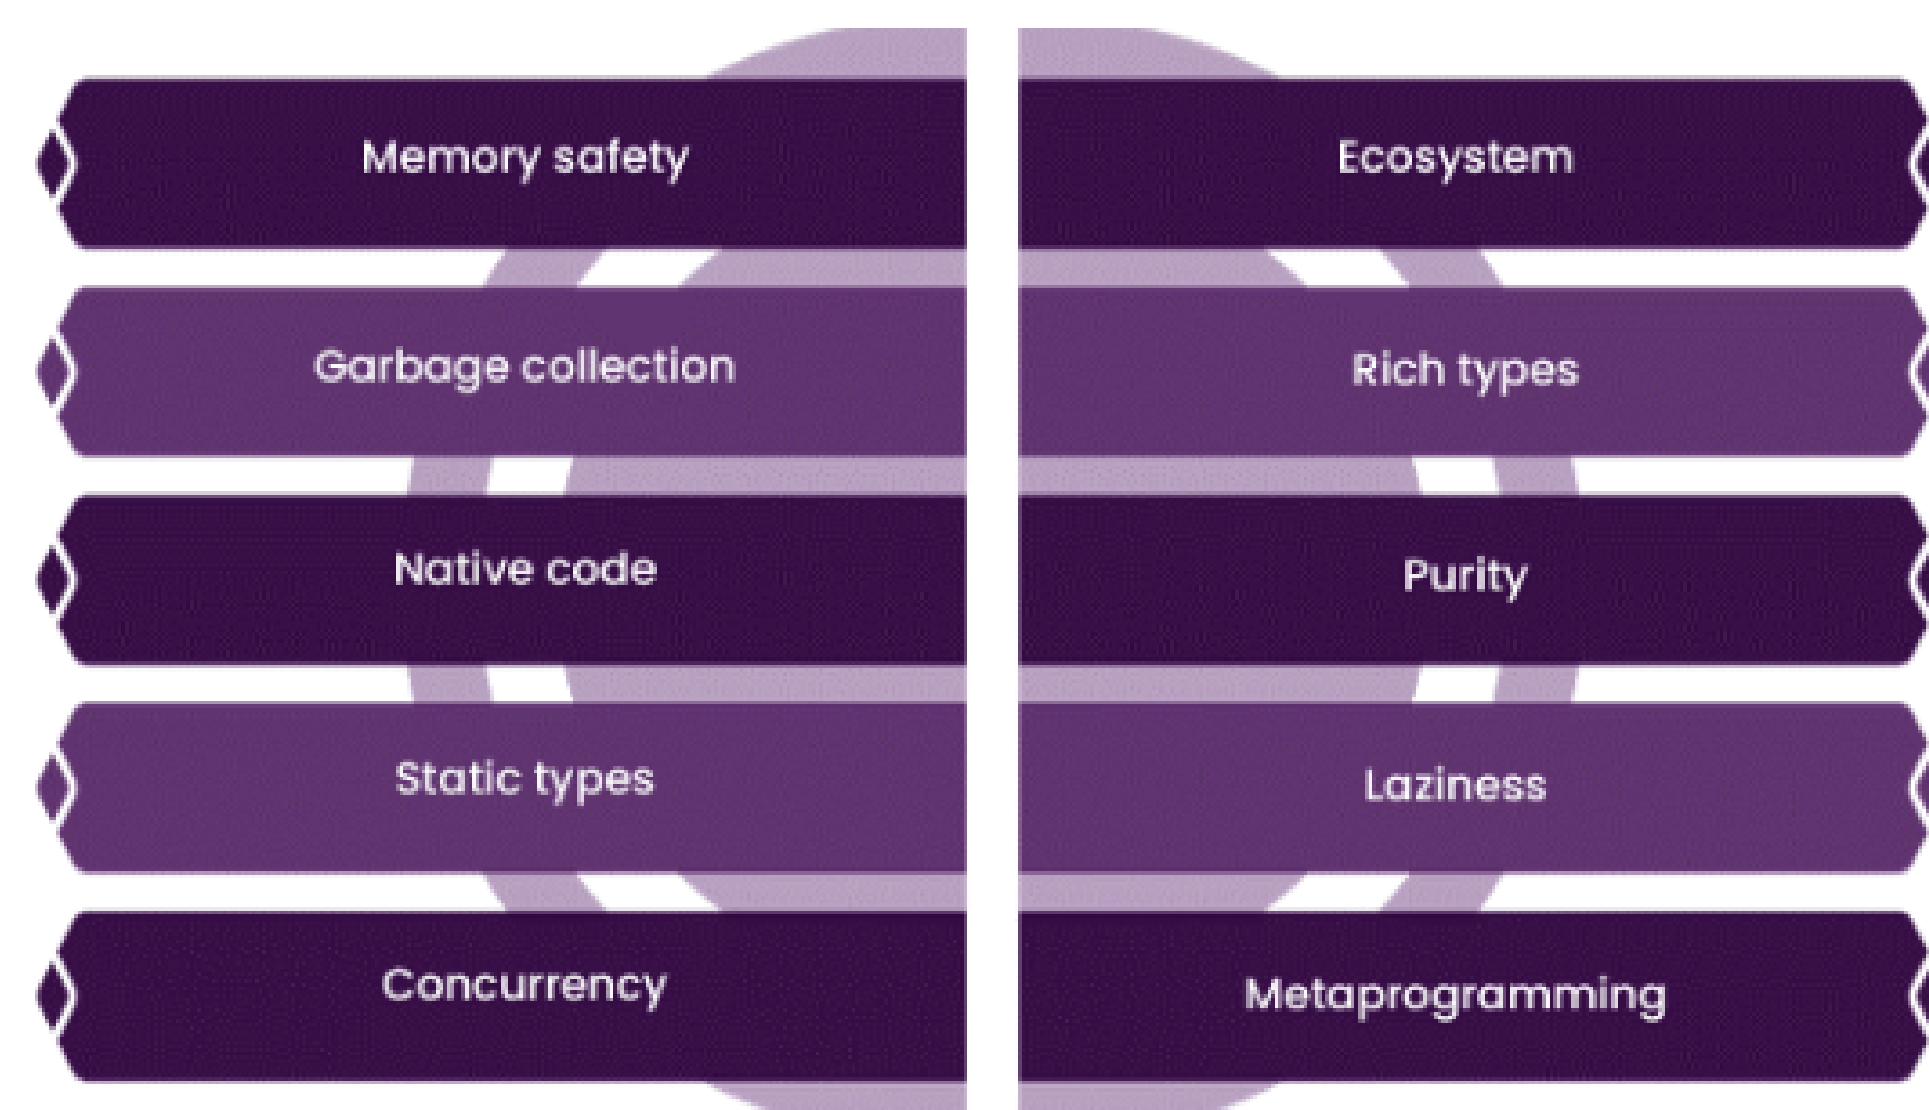 Memory safety
Ecosystem
Garbage collection
Rich types
Native code
Purity
Static types
Laziness
Concurrency
Metaprogramming